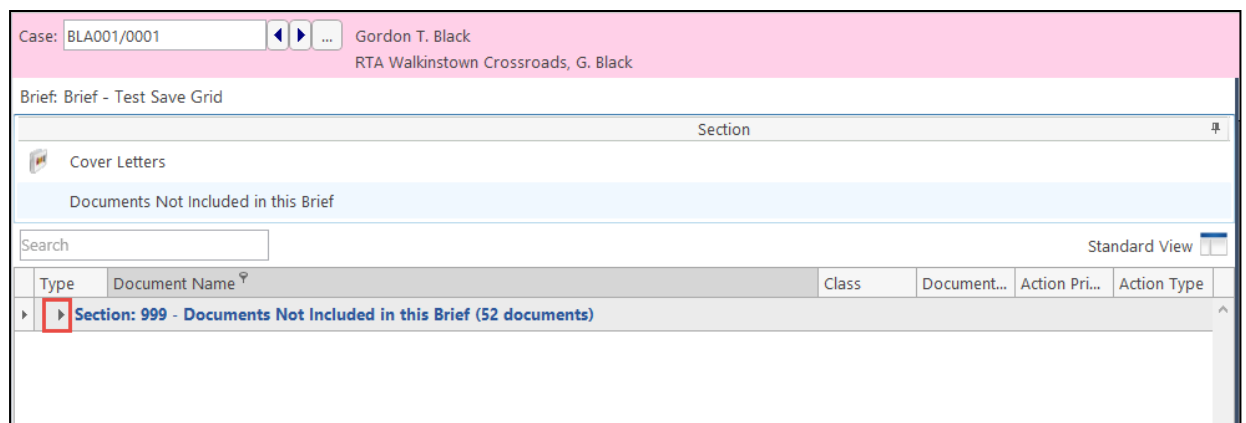 Case: BLA001/0001 ... Gordon T. Black
RTA Walkinstown Crossroads, G. Black
Brief: Brief - Test Save Grid
Section
Cover Letters
Documents Not Included in this Brief
Search Standard View
Type Document Name Class Document... Action Pri... Action Type
Section: 999 - Documents Not Included in this Brief (52 documents)